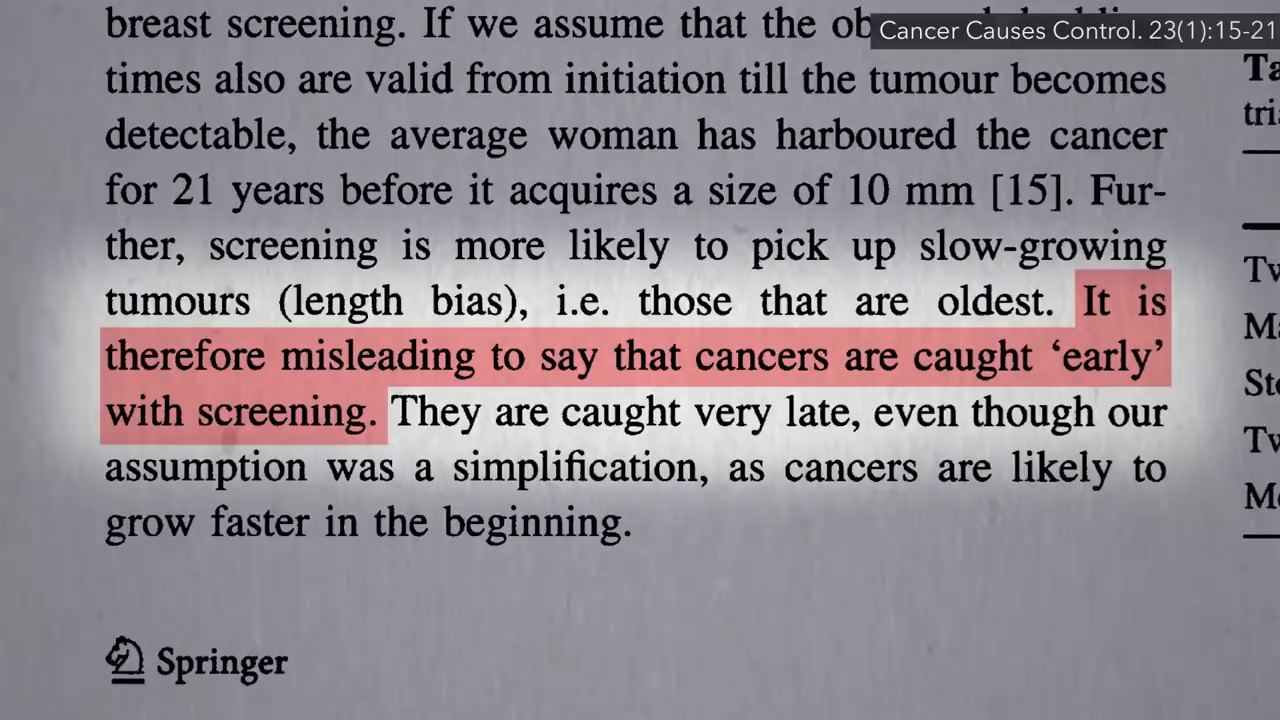 breast screening. If we assume that the
Cancer Causes Control. 23(1):15-21
times also are valid from initiation till the tumour becomes
detectable, the average woman has harboured the cancer
for 21 years before it acquires a size of 10 mm [15]. Fur-
ther, screening is more likely to pick up slow-growing
tumours (length bias), i.e. those that are oldest. It is
therefore misleading to say that cancers are caught ‘early’
with screening. They are caught very late, even though our
assumption was a simplification, as cancers are likely to
grow faster in the beginning.
Springer